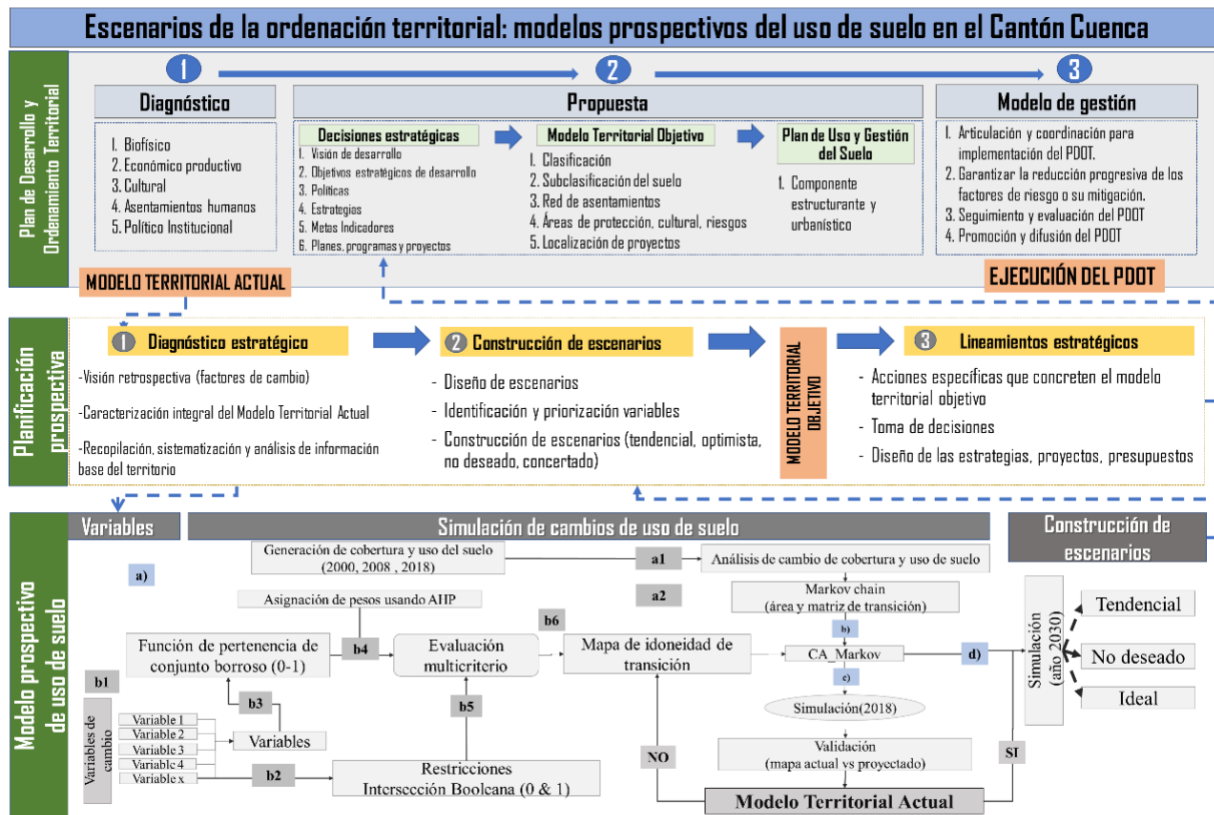 Escenarios de la ordenación territorial: modelos prospectivos del uso de suelo en el Cantón Cuenca
Plan de Desarrollo y
Ordenamiento Territorial
1
2
3
Diagnóstico
1. Biofísico
2. Económico productivo
3. Cultural
4. Asentamientos humanos
5. Político Institucional
MODELO TERRITORIAL ACTUAL
Propuesta
Decisiones estratégicas
1. Visión de desarrollo
2. Objetivos estratégicos de desarrollo
3. Políticas
4. Estrategias
5. Metas Indicadores
6. Planes, programas y proyectos
Modelo Territorial Objetivo
1. Clasificación
2. Subclasificación del suelo
3. Red de asentamientos
4. Áreas de protección, cultural, riesgos
5. Localización de proyectos
Plan de Uso y Gestión
del Suelo
1. Componente
estructurante y
urbanístico
Modelo de gestión
1. Articulación y coordinación para
implementación del PDOT.
2. Garantizar la reducción progresiva de los
factores de riesgo o su mitigación.
3. Seguimiento y evaluación del PDOT
4. Promoción y difusión del PDOT
EJECUCIÓN DEL PDOT
Planificación
prospectiva
1 Diagnóstico estratégico
-Visión retrospectiva (factores de cambio)
-Caracterización integral del Modelo Territorial Actual
-Recopilación, sistematización y análisis de información
base del territorio
2 Construcción de escenarios
- Diseño de escenarios
- Identificación y priorización variables
- Construcción de escenarios (tendencial, optimista,
no deseado, concertado)
MODELO TERRITORIAL
OBJETIVO
3 Lineamientos estratégicos
- Acciones específicas que concreten el modelo
territorial objetivo
- Toma de decisiones
- Diseño de las estrategias, proyectos, presupuestos
Modelo prospectivo
de uso de suelo
Variables
Simulación de cambios de uso de suelo
Construcción de
escenarios
a)
Generación de cobertura y uso del suelo
(2000, 2008 , 2018)
a1
Análisis de cambio de cobertura y uso de suelo
a2
Asignación de pesos usando AHP
Markov chain
(área y matriz de transición)
Función de pertenencia de
conjunto borroso (0-1)
b4
Evaluación
multicriterio
b6
Mapa de idoneidad de
transición
b)
CA_Markov
d)
c)
Simulación(2018)
Validación
(mapa actual vs proyectado)
Modelo Territorial Actual
NO
SI
b1
Variables de
cambio
Variable 1
Variable 2
Variable 3
Variable 4
Variable x
b3
Variables
b2
b5
Restricciones
Intersección Booleana (0 & 1)
Simulación
(año 2030)
Tendencial
No deseado
Ideal